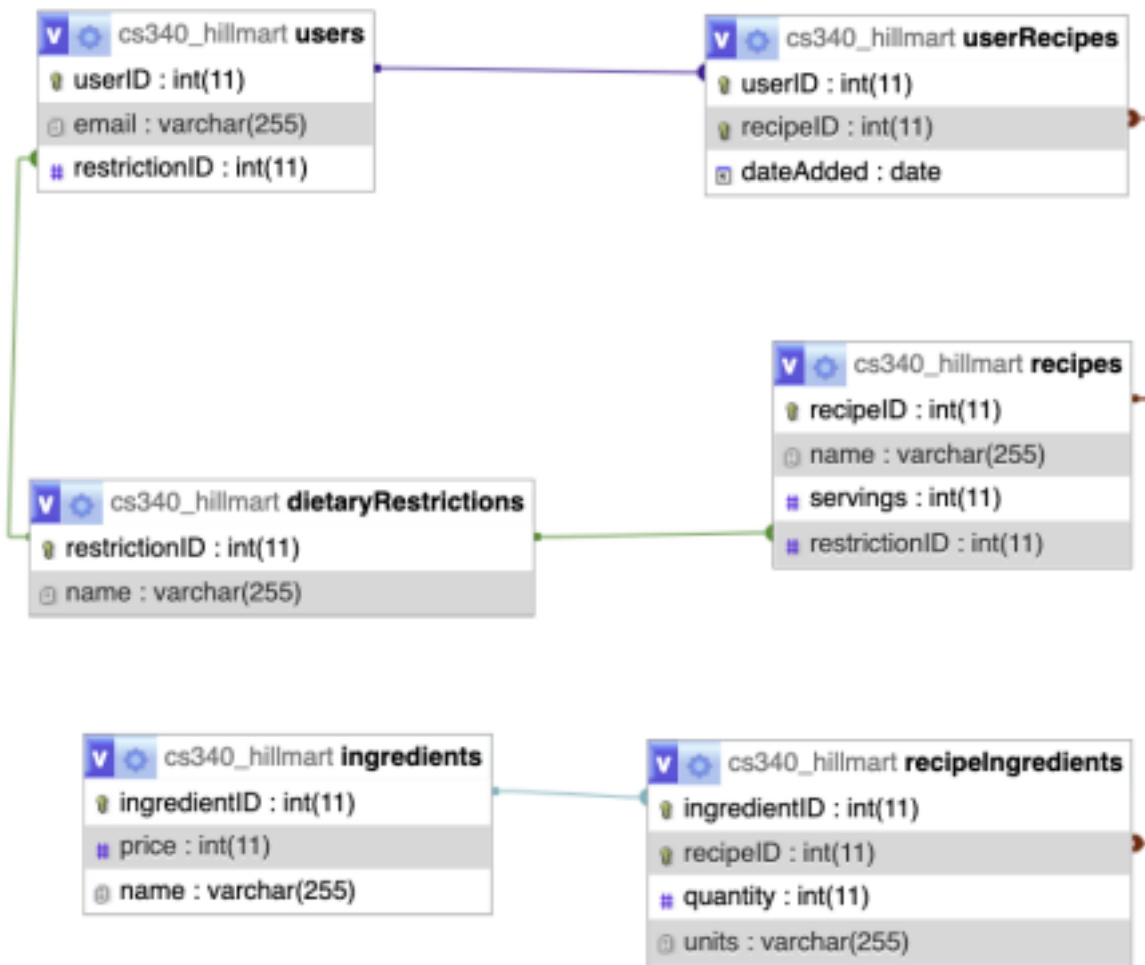 v cs340_hillmart users
userID : int(11)
email : varchar(255)
# restrictionID : int(11)
v cs340_hillmart userRecipes
userID : int(11)
recipeID : int(11)
dateAdded : date
v cs340_hillmart recipes
recipeID : int(11)
name : varchar(255)
# servings : int(11)
# restrictionID : int(11)
v cs340_hillmart dietaryRestrictions
restrictionID : int(11)
name : varchar(255)
v cs340_hillmart ingredients
ingredientID : int(11)
# price : int(11)
name : varchar(255)
v cs340_hillmart recipeIngredients
ingredientID : int(11)
recipeID : int(11)
# quantity : int(11)
units : varchar(255)